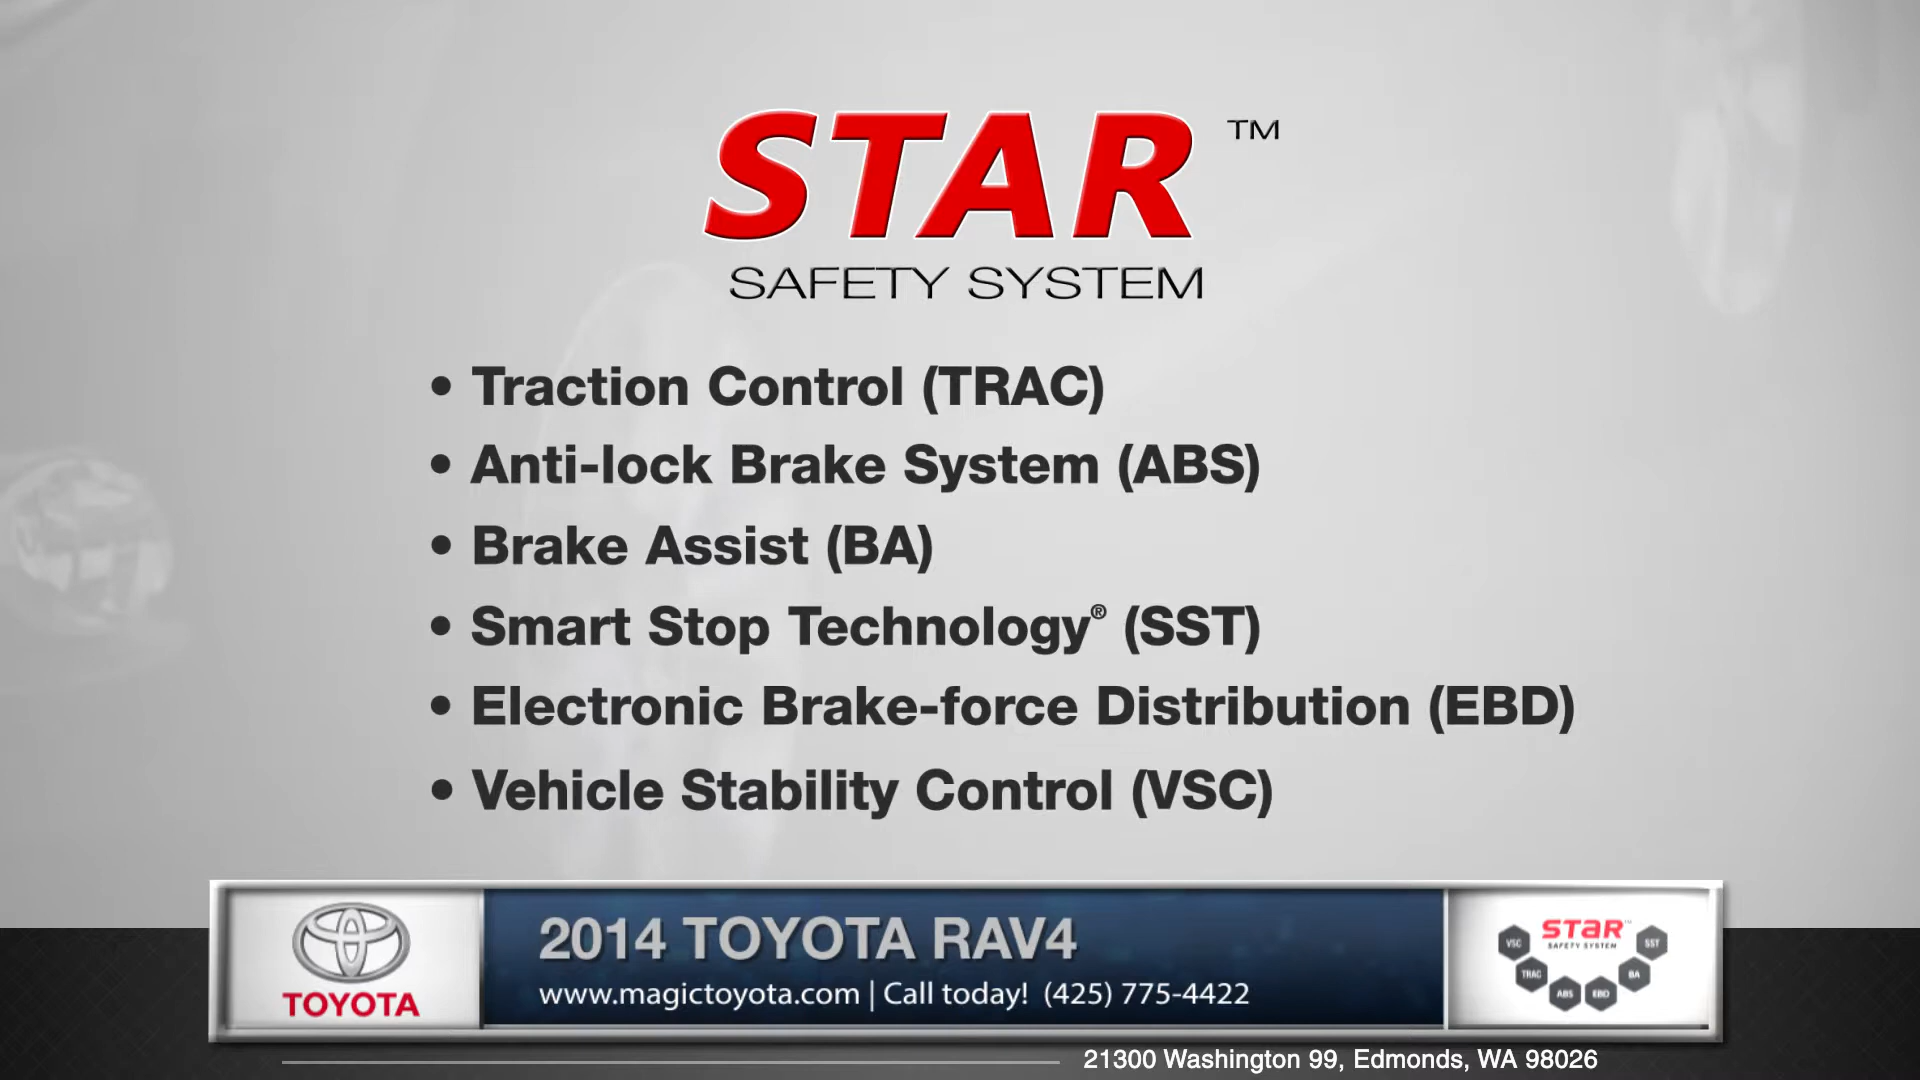 STAR ™
SAFETY SYSTEM
• Traction Control (TRAC)
• Anti-lock Brake System (ABS)
• Brake Assist (BA)
• Smart Stop Technology® (SST)
• Electronic Brake-force Distribution (EBD)
• Vehicle Stability Control (VSC)
TOYOTA
2014 TOYOTA RAV4
www.magictoyota.com | Call today! (425) 775-4422
STAR™
SAFETY SYSTEM
VSC
TRAC
ABS
EBD
BA
SST
21300 Washington 99, Edmonds, WA 98026